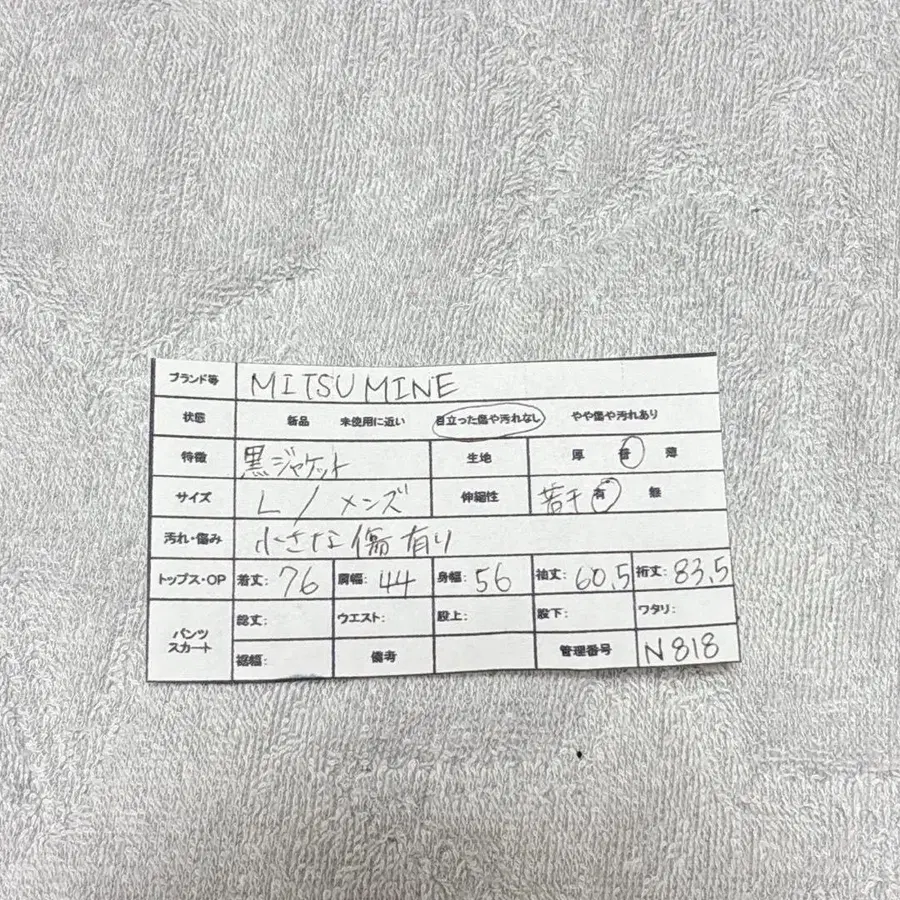 ブランド等 MITSUMINE
状態 新品 未使用に近い 目立った傷や汚れなし やや傷や汚れあり
特徴 黒ジャケット 生地 厚 普 薄
サイズ L / メンズ 伸縮性 若干 有 無
汚れ・傷み 小さな傷有り
トップス・OP 着丈: 76 肩幅: 44 身幅: 56 袖丈: 60.5 裄丈: 83.5
パンツ スカート 総丈: ウエスト: 股上: 股下: ワタリ:
裾幅: 備考 管理番号 N818